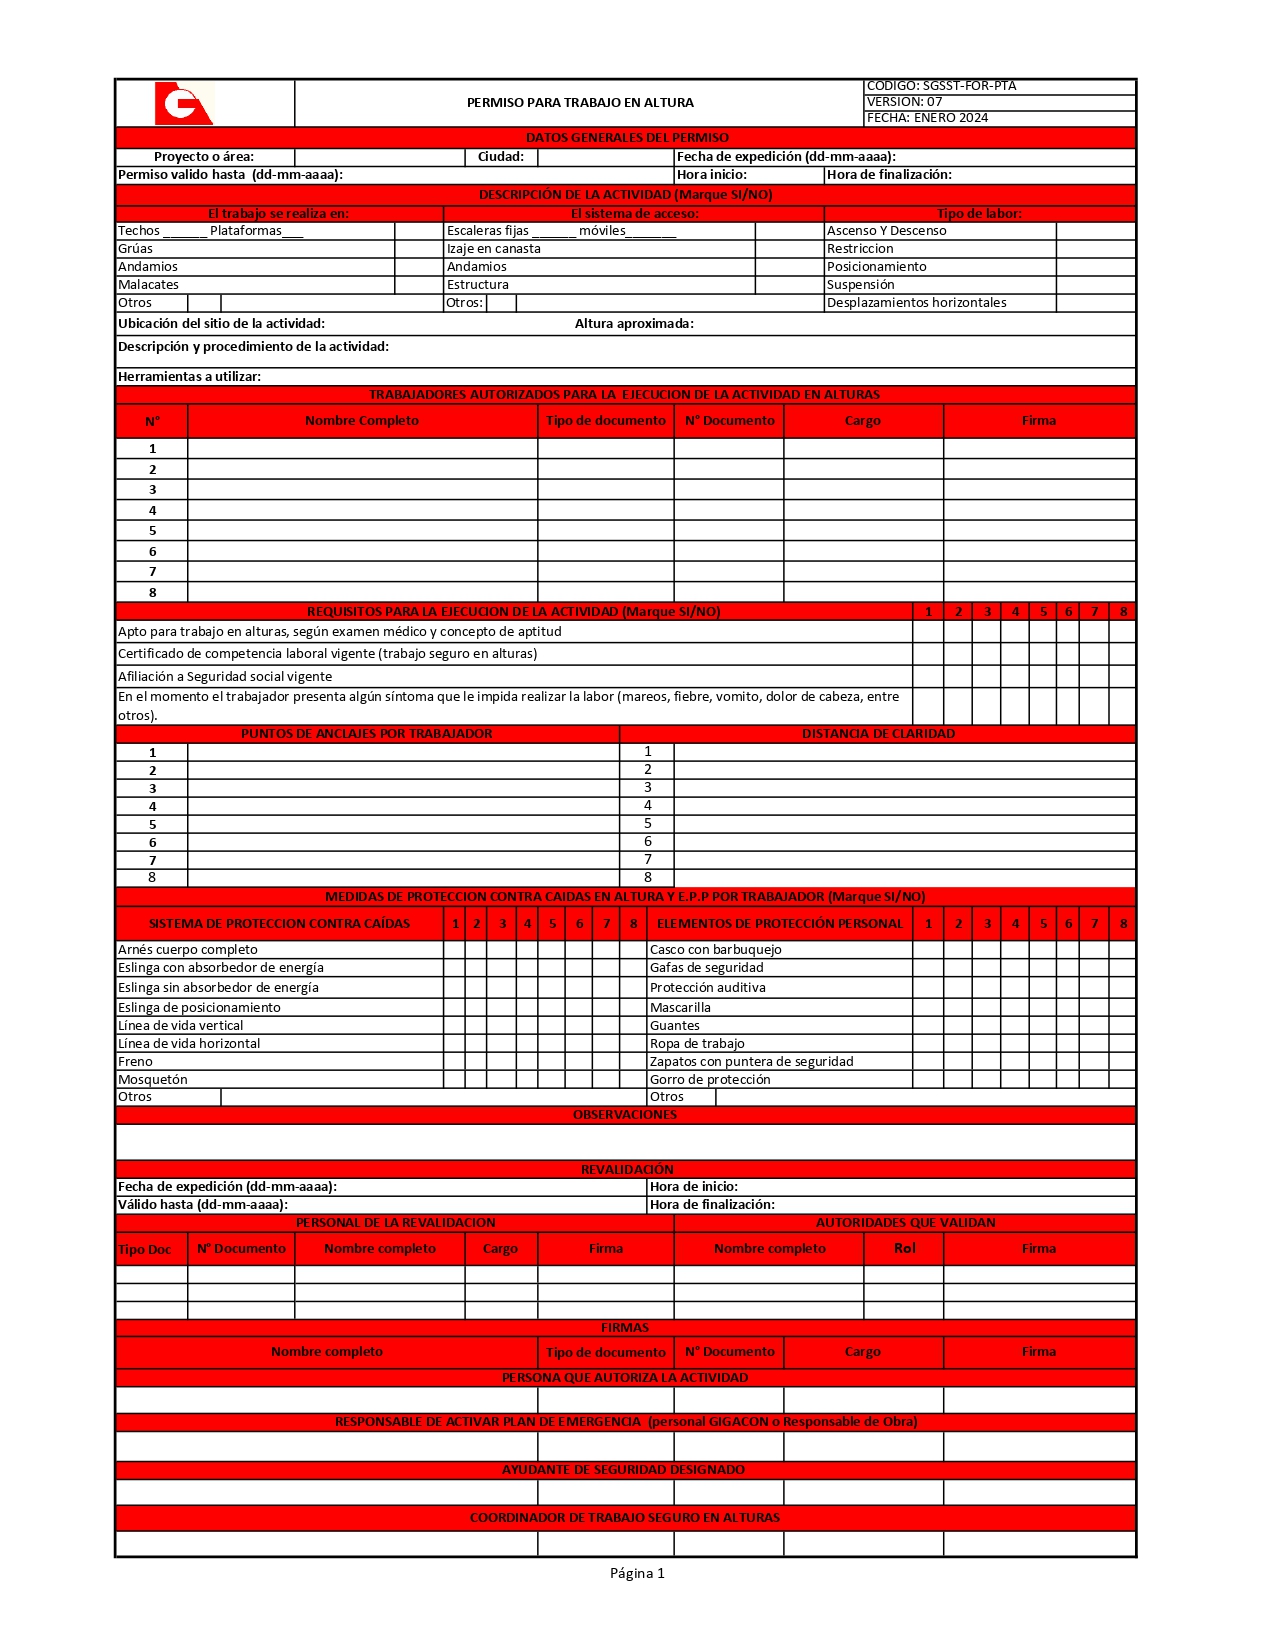 G
PERMISO PARA TRABAJO EN ALTURA
CODIGO: SGSST-FOR-PTA
VERSION: 07
FECHA: ENERO 2024
DATOS GENERALES DEL PERMISO
Proyecto o área: Ciudad: Fecha de expedición (dd-mm-aaaa):
Permiso valido hasta (dd-mm-aaaa): Hora inicio: Hora de finalización:
DESCRIPCIÓN DE LA ACTIVIDAD (Marque SI/NO)
El trabajo se realiza en: El sistema de acceso: Tipo de labor:
Techos ______ Plataformas___ Escaleras fijas ______ móviles_______ Ascenso Y Descenso
Grúas Izaje en canasta Restriccion
Andamios Andamios Posicionamiento
Malacates Estructura Suspensión
Otros Otros: Desplazamientos horizontales
Ubicación del sitio de la actividad: Altura aproximada:
Descripción y procedimiento de la actividad:
Herramientas a utilizar:
TRABAJADORES AUTORIZADOS PARA LA EJECUCION DE LA ACTIVIDAD EN ALTURAS
N° Nombre Completo Tipo de documento N° Documento Cargo Firma
1
2
3
4
5
6
7
8
REQUISITOS PARA LA EJECUCION DE LA ACTIVIDAD (Marque SI/NO) 1 2 3 4 5 6 7 8
Apto para trabajo en alturas, según examen médico y concepto de aptitud
Certificado de competencia laboral vigente (trabajo seguro en alturas)
Afiliación a Seguridad social vigente
En el momento el trabajador presenta algún síntoma que le impida realizar la labor (mareos, fiebre, vomito, dolor de cabeza, entre
otros).
PUNTOS DE ANCLAJES POR TRABAJADOR DISTANCIA DE CLARIDAD
1 1
2 2
3 3
4 4
5 5
6 6
7 7
8 8
MEDIDAS DE PROTECCION CONTRA CAIDAS EN ALTURA Y E.P.P POR TRABAJADOR (Marque SI/NO)
SISTEMA DE PROTECCION CONTRA CAÍDAS 1 2 3 4 5 6 7 8 ELEMENTOS DE PROTECCIÓN PERSONAL 1 2 3 4 5 6 7 8
Arnés cuerpo completo Casco con barbuquejo
Eslinga con absorbedor de energía Gafas de seguridad
Eslinga sin absorbedor de energía Protección auditiva
Eslinga de posicionamiento Mascarilla
Línea de vida vertical Guantes
Línea de vida horizontal Ropa de trabajo
Freno Zapatos con puntera de seguridad
Mosquetón Gorro de protección
Otros Otros
OBSERVACIONES
REVALIDACIÓN
Fecha de expedición (dd-mm-aaaa): Hora de inicio:
Válido hasta (dd-mm-aaaa): Hora de finalización:
PERSONAL DE LA REVALIDACION AUTORIDADES QUE VALIDAN
Tipo Doc N° Documento Nombre completo Cargo Firma Nombre completo Rol Firma
FIRMAS
Nombre completo Tipo de documento N° Documento Cargo Firma
PERSONA QUE AUTORIZA LA ACTIVIDAD
RESPONSABLE DE ACTIVAR PLAN DE EMERGENCIA (personal GIGACON o Responsable de Obra)
AYUDANTE DE SEGURIDAD DESIGNADO
COORDINADOR DE TRABAJO SEGURO EN ALTURAS
Página 1